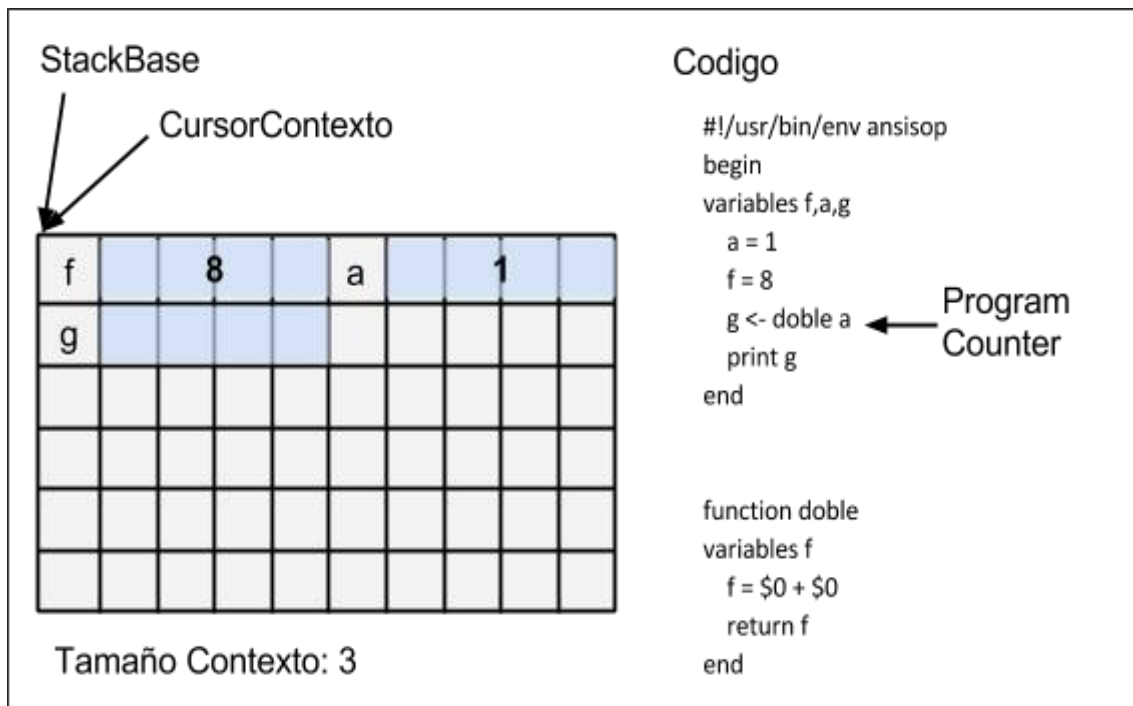 StackBase
CursorContexto
f 8 a 1
g
Tamaño Contexto: 3
Codigo
#!/usr/bin/env ansisop
begin
variables f,a,g
a = 1
f = 8
g <- doble a
print g
end
Program
Counter
function doble
variables f
f = $0 + $0
return f
end